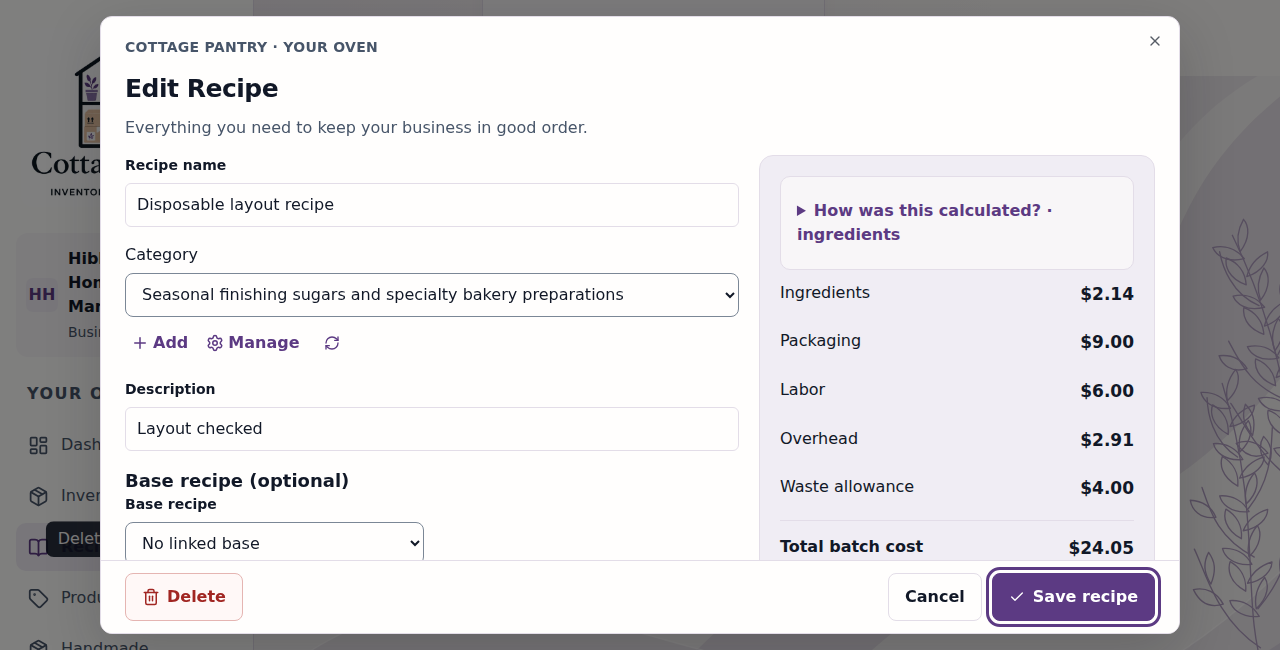 COTTAGE PANTRY · YOUR OVEN
Edit Recipe
Everything you need to keep your business in good order.
Recipe name
Disposable layout recipe
Category
Seasonal finishing sugars and specialty bakery preparations
Add
Manage
Description
Layout checked
Base recipe (optional)
Base recipe
No linked base
How was this calculated? ·
ingredients
Ingredients $2.14
Packaging $9.00
Labor $6.00
Overhead $2.91
Waste allowance $4.00
Total batch cost $24.05
Delete
Cancel
Save recipe
HH
YOUR O
Dash
Inven
Delet
Produ
Handmade